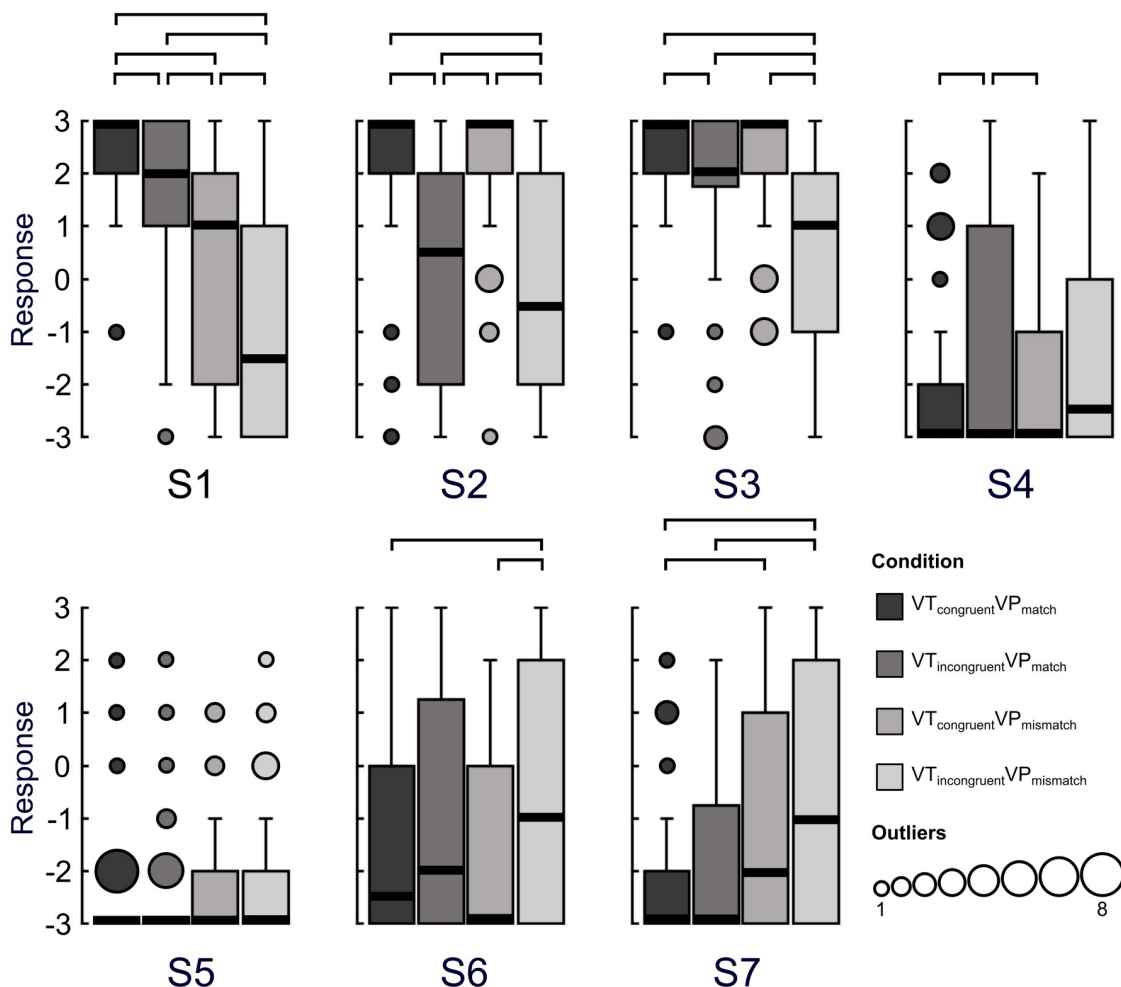 Response
3
2
1
0
-1
-2
-3
S1
S2
S3
S4
Response
3
2
1
0
-1
-2
-3
S5
S6
S7
Condition
VTcongruentVPmatch
VTincongruentVPmatch
VTcongruentVPmismatch
VTincongruentVPmismatch
Outliers
1 8